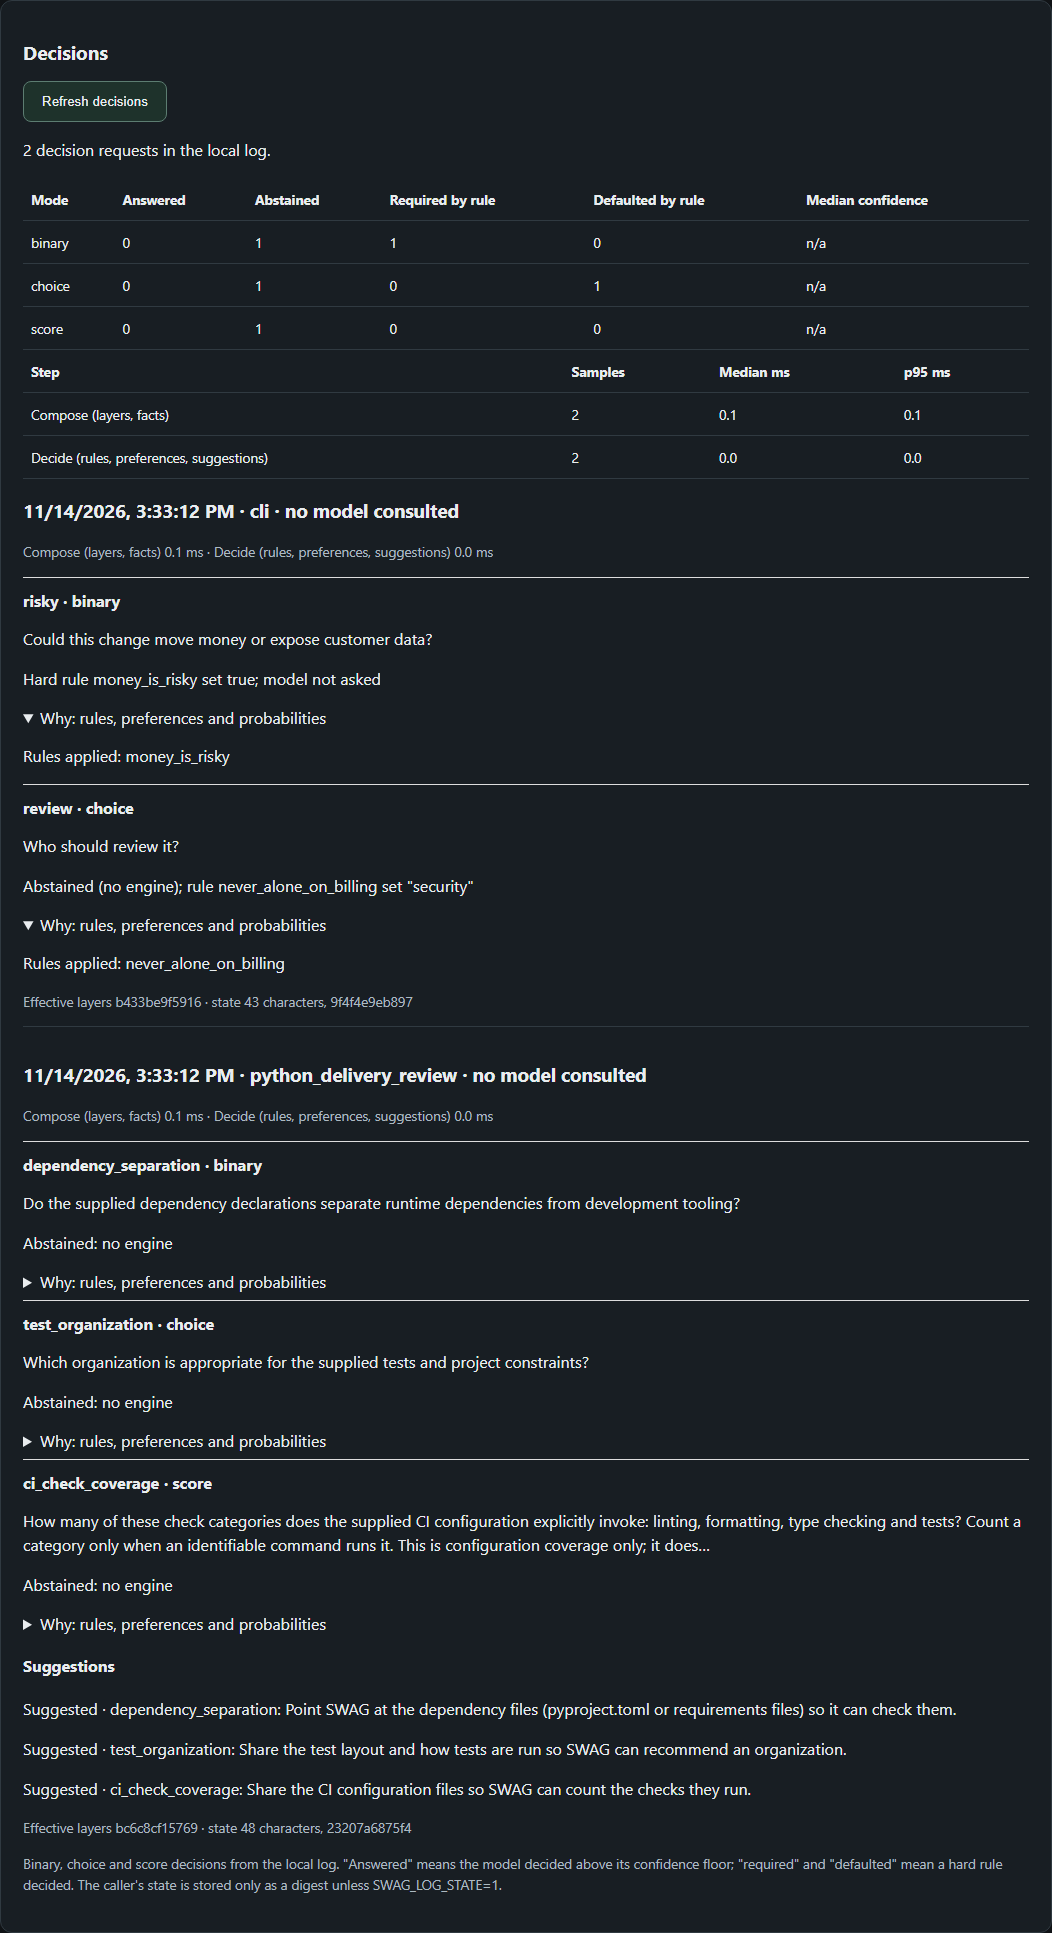 Decisions
Refresh decisions
2 decision requests in the local log.
Mode Answered Abstained Required by rule Defaulted by rule Median confidence
binary 0 1 1 0 n/a
choice 0 1 0 1 n/a
score 0 1 0 0 n/a
Step Samples Median ms p95 ms
Compose (layers, facts) 2 0.1 0.1
Decide (rules, preferences, suggestions) 2 0.0 0.0
11/14/2026, 3:33:12 PM · cli · no model consulted
Compose (layers, facts) 0.1 ms · Decide (rules, preferences, suggestions) 0.0 ms
risky · binary
Could this change move money or expose customer data?
Hard rule money_is_risky set true; model not asked
▼ Why: rules, preferences and probabilities
Rules applied: money_is_risky
review · choice
Who should review it?
Abstained (no engine); rule never_alone_on_billing set "security"
▼ Why: rules, preferences and probabilities
Rules applied: never_alone_on_billing
Effective layers b433be9f5916 · state 43 characters, 9f4f4e9eb897
11/14/2026, 3:33:12 PM · python_delivery_review · no model consulted
Compose (layers, facts) 0.1 ms · Decide (rules, preferences, suggestions) 0.0 ms
dependency_separation · binary
Do the supplied dependency declarations separate runtime dependencies from development tooling?
Abstained: no engine
▶ Why: rules, preferences and probabilities
test_organization · choice
Which organization is appropriate for the supplied tests and project constraints?
Abstained: no engine
▶ Why: rules, preferences and probabilities
ci_check_coverage · score
How many of these check categories does the supplied CI configuration explicitly invoke: linting, formatting, type checking and tests? Count a
category only when an identifiable command runs it. This is configuration coverage only; it does...
Abstained: no engine
▶ Why: rules, preferences and probabilities
Suggestions
Suggested · dependency_separation: Point SWAG at the dependency files (pyproject.toml or requirements files) so it can check them.
Suggested · test_organization: Share the test layout and how tests are run so SWAG can recommend an organization.
Suggested · ci_check_coverage: Share the CI configuration files so SWAG can count the checks they run.
Effective layers bc6c8cf15769 · state 48 characters, 23207a6875f4
Binary, choice and score decisions from the local log. "Answered" means the model decided above its confidence floor; "required" and "defaulted" mean a hard rule
decided. The caller's state is stored only as a digest unless SWAG_LOG_STATE=1.